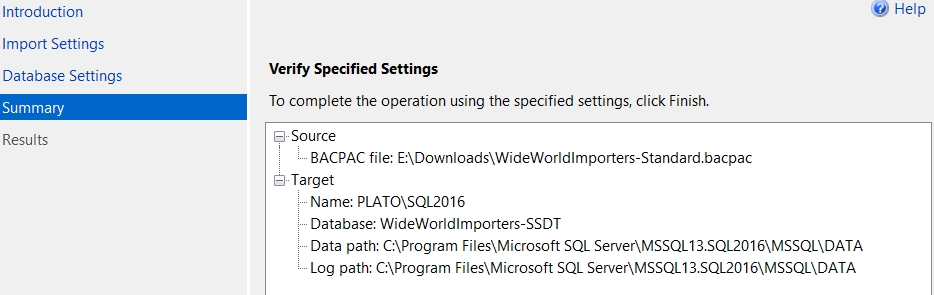 Introduction
Help
Import Settings
Verify Specified Settings
Database Settings
To complete the operation using the specified settings, click Finish.
Summary
Source
Results
BACPAC file: E:\Downloads\WideWorldImporters-Standard.bacpac
Target
Name: PLATO\SQL2016
Database: WideWorldImporters-SSDT
Data path: C:\Program Files\Microsoft SQL Server\MSSQL13.SQL2016\MSSQL\DATA
Log path: C:\Program Files\Microsoft SQL Server\MSSQL13.SQL2016\MSSQL\DATA